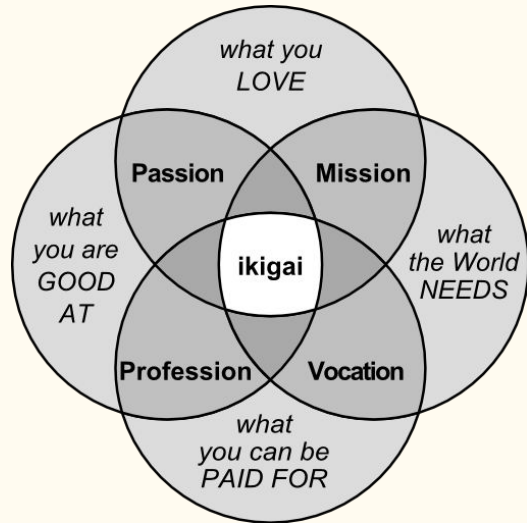 what you
LOVE
Passion
Mission
what
you are
GOOD
AT
ikigai
what
the World
NEEDS
Profession
Vocation
what
you can be
PAID FOR